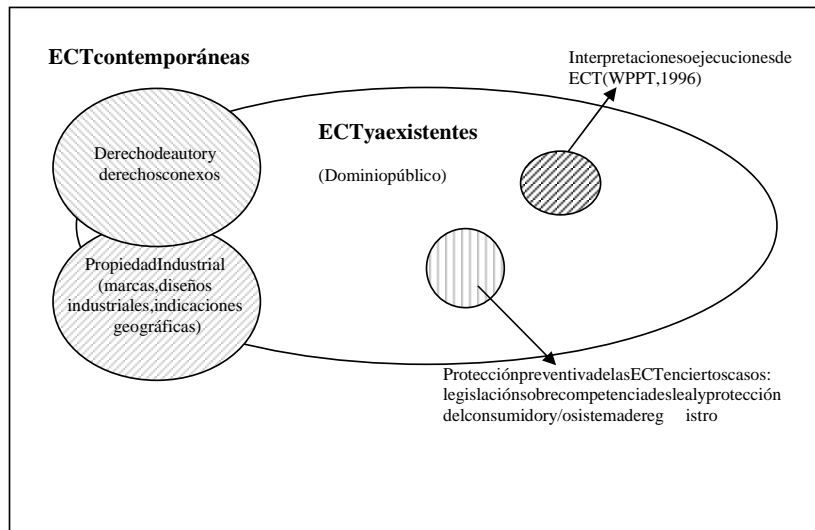 ECTcontemporáneas
Interpretacionesoejecucionesde
ECT(WPPT,1996)
ECTyaexistentes
(Dominiopúblico)
Derechodeautory
derechosconexos
PropiedadIndustrial
(marcas,diseños
industriales,indicaciones
geográficas)
ProtecciónpreventivadelasECTenciertoscasos:
legislaciónsobrecompetenciadeslealyprotección
delconsumidory/osistemadereg istro